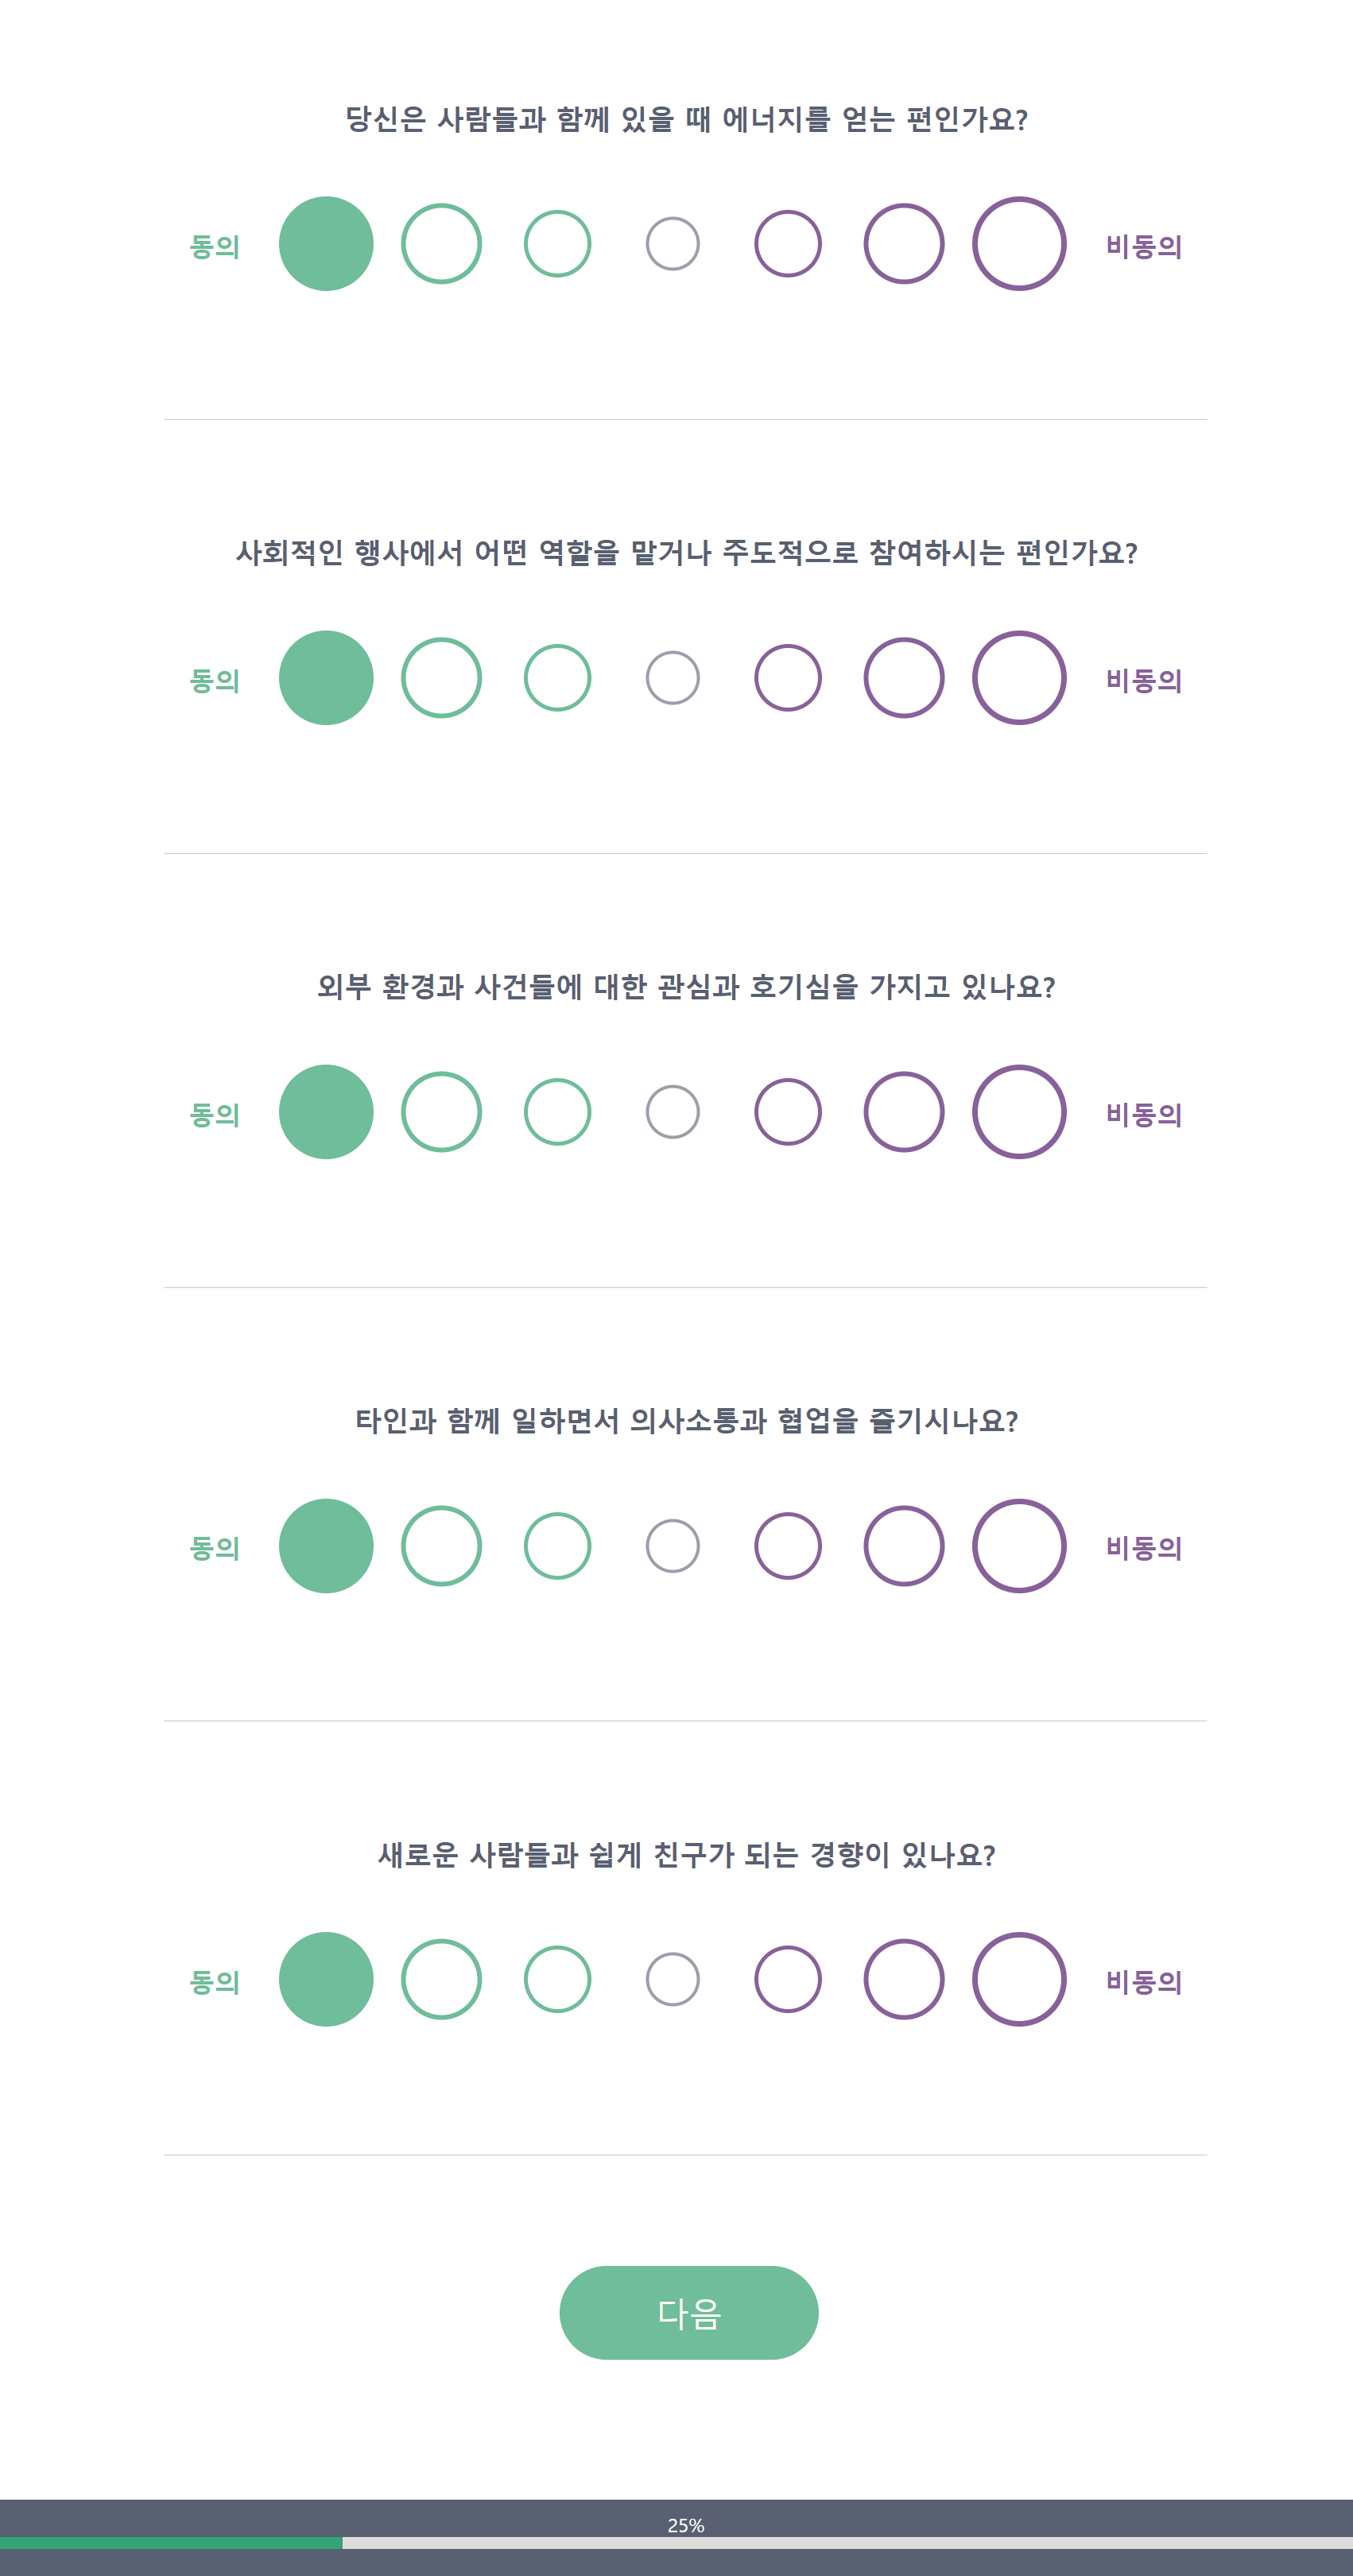 당신은 사람들과 함께 있을 때 에너지를 얻는 편인가요?
동의 비동의
사회적인 행사에서 어떤 역할을 맡거나 주도적으로 참여하시는 편인가요?
동의 비동의
외부 환경과 사건들에 대한 관심과 호기심을 가지고 있나요?
동의 비동의
타인과 함께 일하면서 의사소통과 협업을 즐기시나요?
동의 비동의
새로운 사람들과 쉽게 친구가 되는 경향이 있나요?
동의 비동의
다음
25%